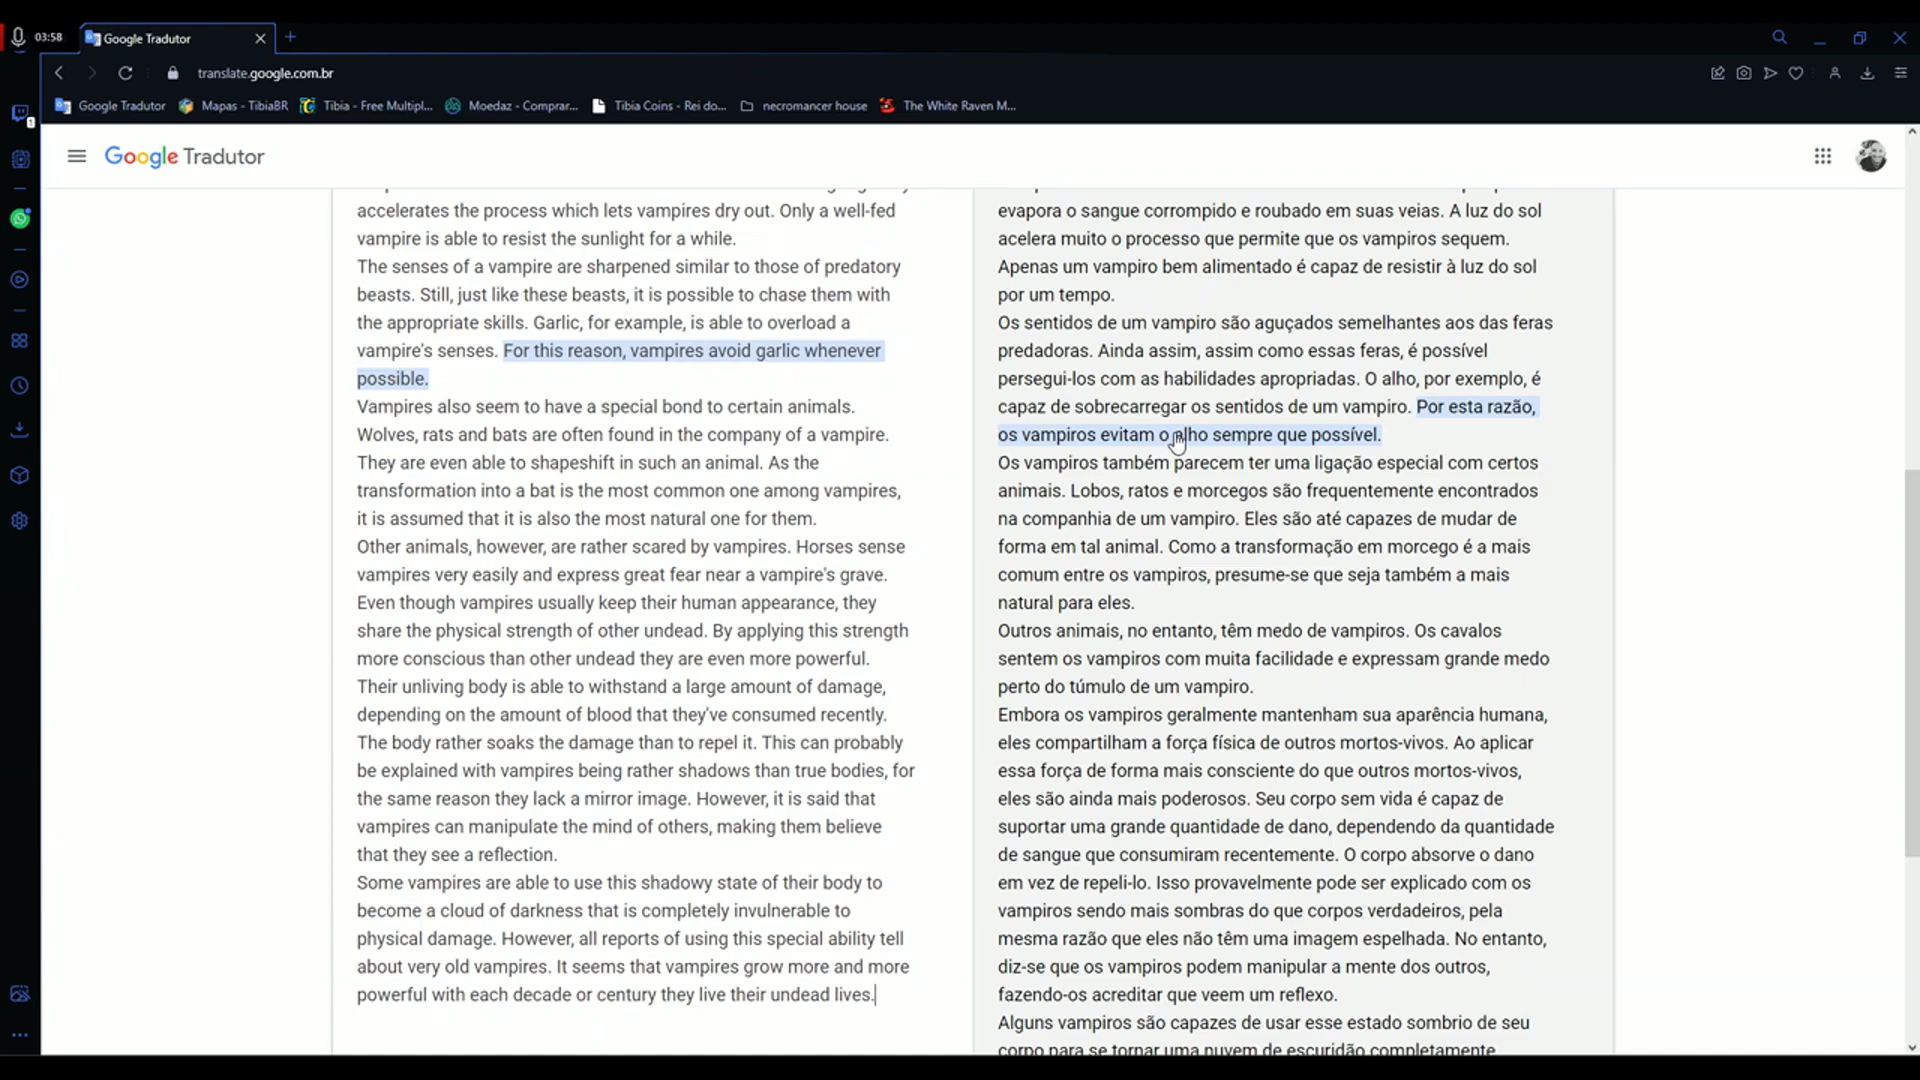 03:58
Google Tradutor
translate.google.com.br
Google Tradutor
Mapas - TibiaBR
Tibia - Free Multipl...
Moedaz - Comprar...
Tibia Coins - Rei do...
necromancer house
The White Raven M...
1
Google Tradutor
accelerates the process which lets vampires dry out. Only a well-fed
vampire is able to resist the sunlight for a while.
The senses of a vampire are sharpened similar to those of predatory
beasts. Still, just like these beasts, it is possible to chase them with
the appropriate skills. Garlic, for example, is able to overload a
vampire's senses. For this reason, vampires avoid garlic whenever
possible.
Vampires also seem to have a special bond to certain animals.
Wolves, rats and bats are often found in the company of a vampire.
They are even able to shapeshift in such an animal. As the
transformation into a bat is the most common one among vampires,
it is assumed that it is also the most natural one for them.
Other animals, however, are rather scared by vampires. Horses sense
vampires very easily and express great fear near a vampire's grave.
Even though vampires usually keep their human appearance, they
share the physical strength of other undead. By applying this strength
more conscious than other undead they are even more powerful.
Their unliving body is able to withstand a large amount of damage,
depending on the amount of blood that they've consumed recently.
The body rather soaks the damage than to repel it. This can probably
be explained with vampires being rather shadows than true bodies, for
the same reason they lack a mirror image. However, it is said that
vampires can manipulate the mind of others, making them believe
that they see a reflection.
Some vampires are able to use this shadowy state of their body to
become a cloud of darkness that is completely invulnerable to
physical damage. However, all reports of using this special ability tell
about very old vampires. It seems that vampires grow more and more
powerful with each decade or century they live their undead lives.
evapora o sangue corrompido e roubado em suas veias. A luz do sol
acelera muito o processo que permite que os vampiros sequem.
Apenas um vampiro bem alimentado é capaz de resistir à luz do sol
por um tempo.
Os sentidos de um vampiro são aguçados semelhantes aos das feras
predadoras. Ainda assim, assim como essas feras, é possível
persegui-los com as habilidades apropriadas. O alho, por exemplo, é
capaz de sobrecarregar os sentidos de um vampiro. Por esta razão,
os vampiros evitam o alho sempre que possível.
Os vampiros também parecem ter uma ligação especial com certos
animais. Lobos, ratos e morcegos são frequentemente encontrados
na companhia de um vampiro. Eles são até capazes de mudar de
forma em tal animal. Como a transformação em morcego é a mais
comum entre os vampiros, presume-se que seja também a mais
natural para eles.
Outros animais, no entanto, têm medo de vampiros. Os cavalos
sentem os vampiros com muita facilidade e expressam grande medo
perto do túmulo de um vampiro.
Embora os vampiros geralmente mantenham sua aparência humana,
eles compartilham a força física de outros mortos-vivos. Ao aplicar
essa força de forma mais consciente do que outros mortos-vivos,
eles são ainda mais poderosos. Seu corpo sem vida é capaz de
suportar uma grande quantidade de dano, dependendo da quantidade
de sangue que consumiram recentemente. O corpo absorve o dano
em vez de repeli-lo. Isso provavelmente pode ser explicado com os
vampiros sendo mais sombras do que corpos verdadeiros, pela
mesma razão que eles não têm uma imagem espelhada. No entanto,
diz-se que os vampiros podem manipular a mente dos outros,
fazendo-os acreditar que veem um reflexo.
Alguns vampiros são capazes de usar esse estado sombrio de seu
corpo para se tornar uma nuvem de escuridão completamente